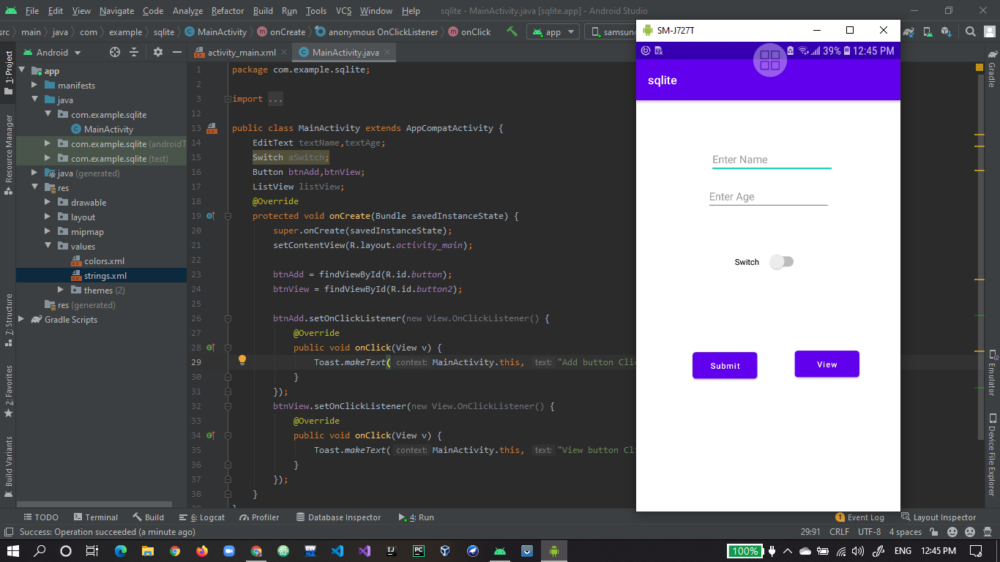 File Edit View Navigate Code Analyze Refactor Build Run Tools VCS Window Help sqlite - MainActivity.java [sqlite.app] - Android Studio
src main java com example sqlite MainActivity onCreate anonymous OnClickListener onClick app samsung
Android
activity_main.xml MainActivity.java
1: Project
Resource Manager
7: Structure
2: Favorites
Build Variants
app
manifests
java
com.example.sqlite
MainActivity
com.example.sqlite (androidT
com.example.sqlite (test)
java (generated)
res
drawable
layout
mipmap
values
colors.xml
strings.xml
themes (2)
res (generated)
Gradle Scripts
1 package com.example.sqlite;
2
3 import ...
12
13 public class MainActivity extends AppCompatActivity {
14 EditText textName,textAge;
15 Switch aSwitch;
16 Button btnAdd,btnView;
17 ListView listView;
18 @Override
19 protected void onCreate(Bundle savedInstanceState) {
20 super.onCreate(savedInstanceState);
21 setContentView(R.layout.activity_main);
22
23 btnAdd = findViewById(R.id.button);
24 btnView = findViewById(R.id.button2);
25
26 btnAdd.setOnClickListener(new View.OnClickListener() {
27 @Override
28 public void onClick(View v) {
29 Toast.makeText( context: MainActivity.this, text: "Add button Clic
30 }
31 });
32 btnView.setOnClickListener(new View.OnClickListener() {
33 @Override
34 public void onClick(View v) {
35 Toast.makeText( context: MainActivity.this, text: "View button Cli
36 }
37 });
38 }
SM-J727T
39% 12:45 PM
sqlite
Enter Name
Enter Age
Switch
Submit View
Gradle
Emulator
Device File Explorer
TODO Terminal Build 6: Logcat Profiler Database Inspector 4: Run 1 Event Log Layout Inspector
Success: Operation succeeded (a minute ago) 29:91 CRLF UTF-8 4 spaces
100% ENG 12:45 PM